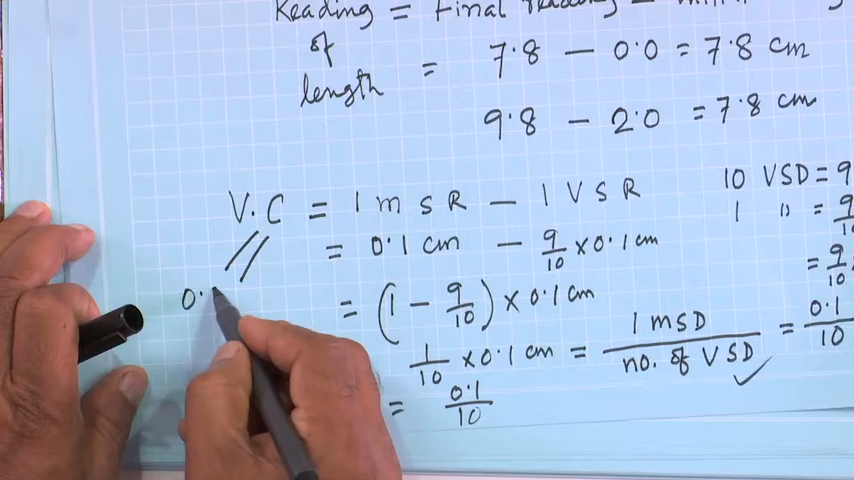 Reading = Final reading –
of
length = 7.8 – 0.0 = 7.8 cm
9.8 – 2.0 = 7.8 cm
V.C = 1 m S R – 1 V S R
= 0.1 cm – 9/10 × 0.1 cm
= (1 – 9/10) × 0.1 cm
1/10 × 0.1 cm = 1 MSD / no. of VSD = 0.1/10
= 0.1/10
0.
10 VSD = 9
1 " = 9/10
= 9/10